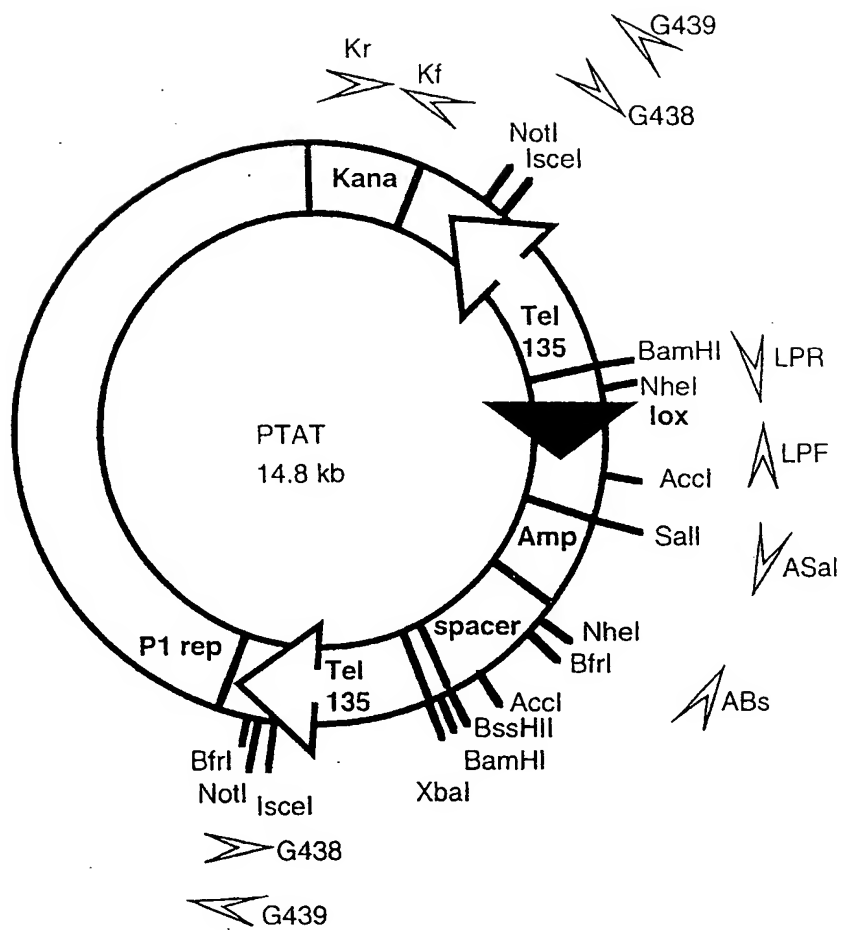 G439
Kr
Kf
G438
NotI
IsceI
Kana
Tel
135
BamHI
LPR
NheI
lox
PTAT
14.8 kb
LPF
AccI
SalI
Amp
ASal
spacer
NheI
P1 rep
BfrI
Tel
135
AccI
ABs
BssHII
BfrI
BamHI
NotI
XbaI
IsceI
G438
G439